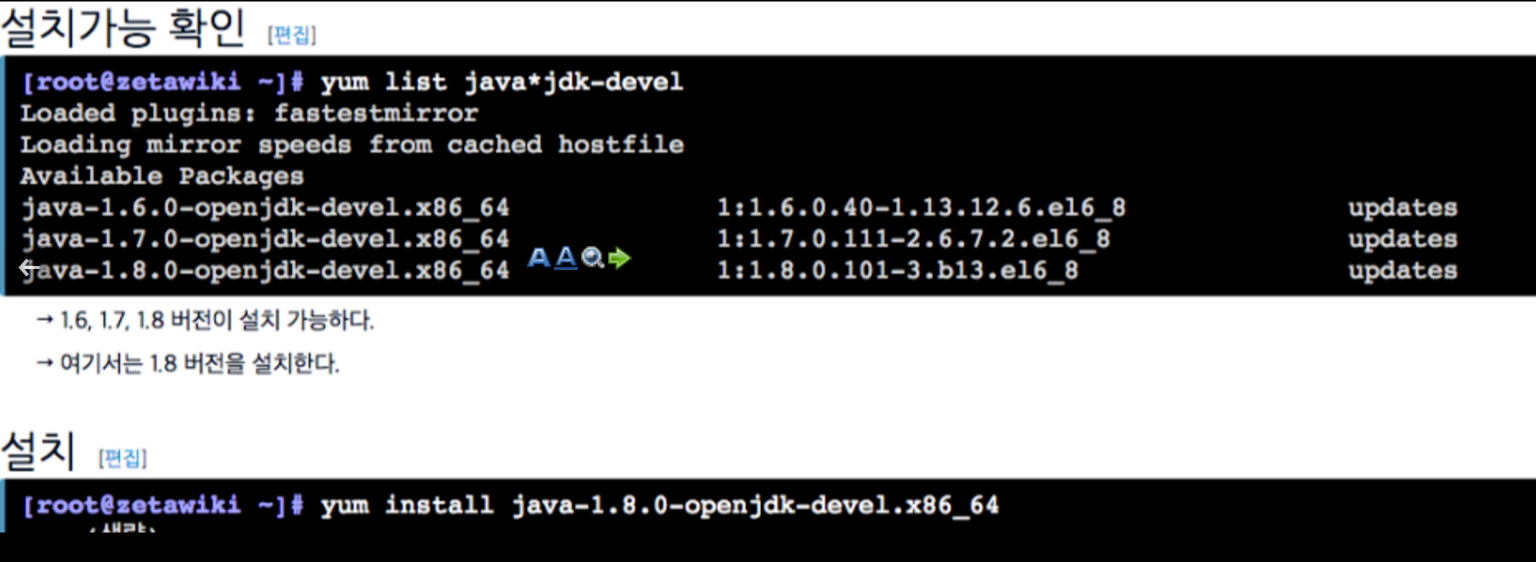 설치가능 확인 [편집]
[root@zetawiki ~]# yum list java*jdk-devel
Loaded plugins: fastestmirror
Loading mirror speeds from cached hostfile
Available Packages
java-1.6.0-openjdk-devel.x86_64 1:1.6.0.40-1.13.12.6.el6_8 updates
java-1.7.0-openjdk-devel.x86_64 1:1.7.0.111-2.6.7.2.el6_8 updates
java-1.8.0-openjdk-devel.x86_64 1:1.8.0.101-3.b13.el6_8 updates
→ 1.6, 1.7, 1.8 버전이 설치 가능하다.
→ 여기서는 1.8 버전을 설치한다.
설치 [편집]
[root@zetawiki ~]# yum install java-1.8.0-openjdk-devel.x86_64